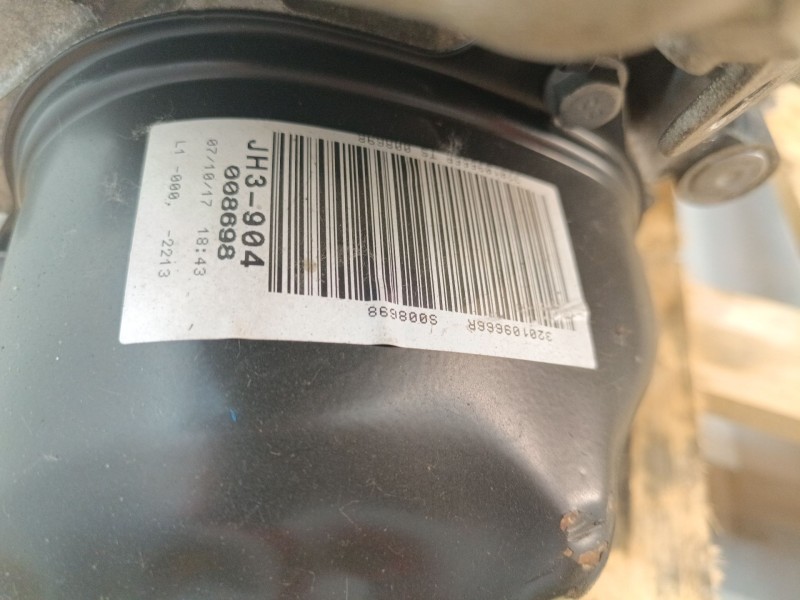 JH3-904
008698
07/10/17 18:43
L1 -000, -2213
S008698
320109666R